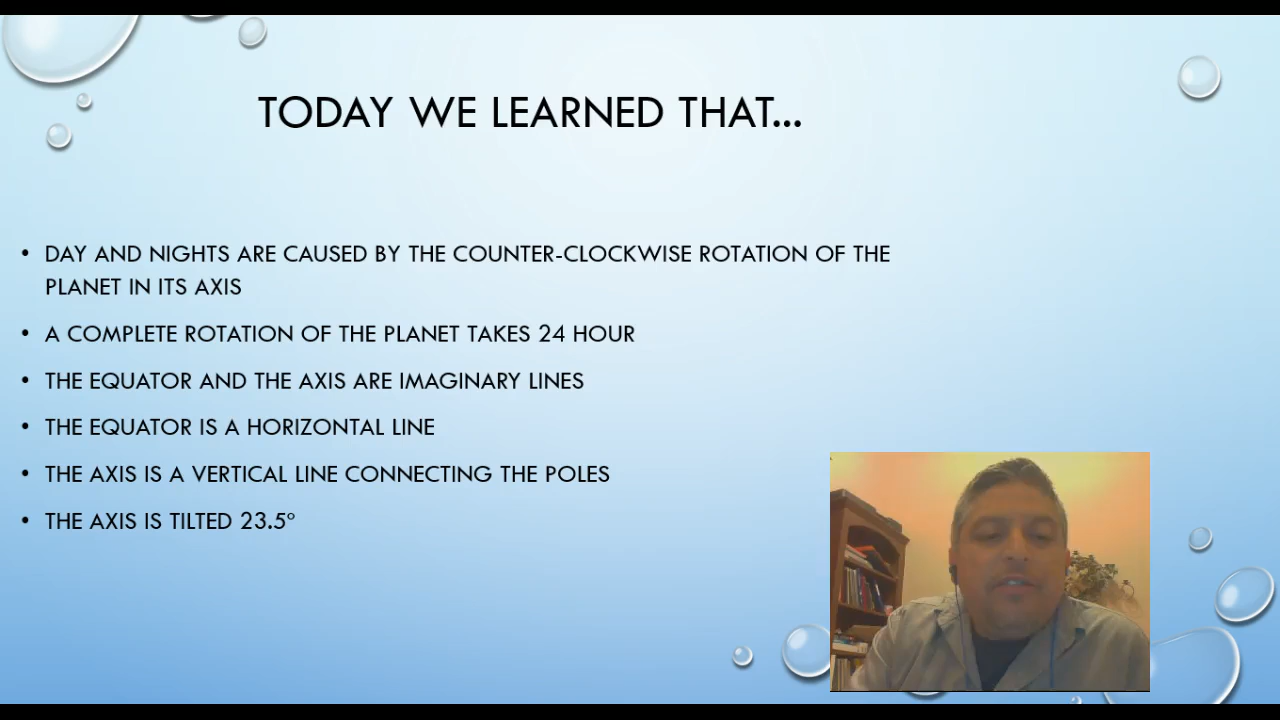 TODAY WE LEARNED THAT...
• DAY AND NIGHTS ARE CAUSED BY THE COUNTER-CLOCKWISE ROTATION OF THE
PLANET IN ITS AXIS
• A COMPLETE ROTATION OF THE PLANET TAKES 24 HOUR
• THE EQUATOR AND THE AXIS ARE IMAGINARY LINES
• THE EQUATOR IS A HORIZONTAL LINE
• THE AXIS IS A VERTICAL LINE CONNECTING THE POLES
• THE AXIS IS TILTED 23.5°